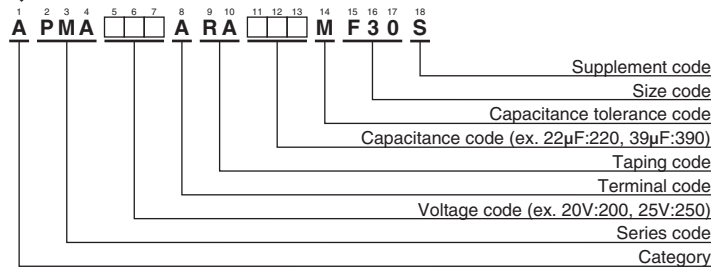 1 2 3 4 5 6 7 8 9 10 11 12 13 14 15 16 17 18
A PMA □□□ A RA □□□ M F30 S
Supplement code
Size code
Capacitance tolerance code
Capacitance code (ex. 22µF:220, 39µF:390)
Taping code
Terminal code
Voltage code (ex. 20V:200, 25V:250)
Series code
Category